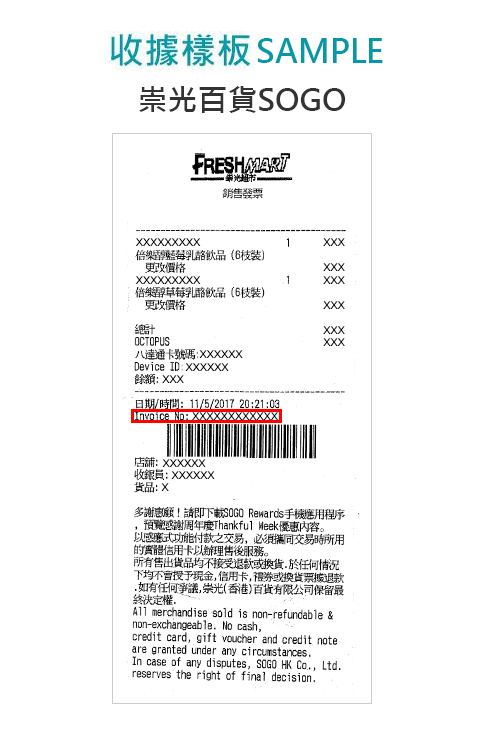 收據樣板 SAMPLE
崇光百貨SOGO
FRESHMART
崇光超市
銷售發票
XXXXXXXXX 1 XXX
倍樂醇藍莓乳酪飲品 (6枝裝)
更改價格 XXX
XXXXXXXXX 1 XXX
倍樂醇草莓乳酪飲品 (6枝裝)
更改價格 XXX
總計 XXX
OCTOPUS XXX
八達通卡號碼:XXXXXX
Device ID:XXXXXX
餘額: XXX
日期/時間: 11/5/2017 20:21:03
Invoice No:XXXXXXXXXXXX
店舖: XXXXXX
收銀員: XXXXXX
貨品: X
多謝惠顧！請即下載SOGO Rewards手機應用程序
，預覽感謝周年慶Thankful Week優惠內容。
以感應式功能付款之交易，必須攜同交易時所用
的實體信用卡以辦理售後服務。
所有售出貨品均不接受退款或換貨.於任何情況
下均不會授予現金,信用卡,禮券或換貨票據退款
.如有任何爭議,崇光(香港)百貨有限公司保留最
終決定權.
All merchandise sold is non-refundable &
non-exchangeable. No cash,
credit card, gift voucher and credit note
are granted under any circumstances.
In case of any disputes, SOGO HK Co., Ltd.
reserves the right of final decision.